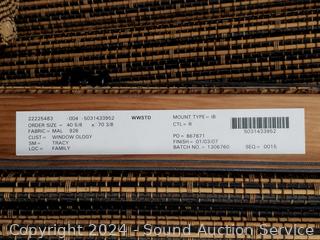 22225483 -004 -5031433952 WWSTD MOUNT TYPE= IB
ORDER SIZE = 40 5/8 x 70 3/8 CTL= R
FABRIC= MAL 926
CUST= WINDOW OLOGY PO= 867871
SM= TRACY FINISH= 01/03/07
LOC= FAMILY BATCH NO.= 1306760 SEQ= 0015
5031433952
Copyright 2024 - Sound Auction Service